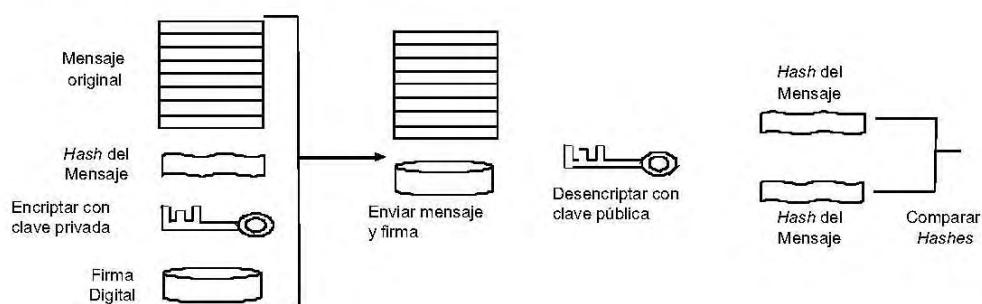 Mensaje
original
Hash del
Mensaje
Encriptar con
clave privada
Firma
Digital
Enviar mensaje
y firma
Desencriptar con
clave pública
Hash del
Mensaje
Hash del
Mensaje
Comparar
Hashes